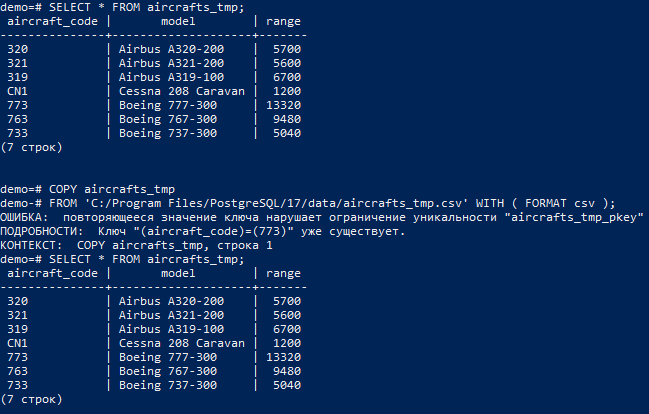 demo=# SELECT * FROM aircrafts_tmp;
 aircraft_code |        model        | range
---------------+---------------------+-------
 320           | Airbus A320-200     |  5700
 321           | Airbus A321-200     |  5600
 319           | Airbus A319-100     |  6700
 CN1           | Cessna 208 Caravan  |  1200
 773           | Boeing 777-300      | 13320
 763           | Boeing 767-300      |  9480
 733           | Boeing 737-300      |  5040
(7 строк)

demo=# COPY aircrafts_tmp
demo-# FROM 'C:/Program Files/PostgreSQL/17/data/aircrafts_tmp.csv' WITH ( FORMAT csv );
ОШИБКА:  повторяющееся значение ключа нарушает ограничение уникальности "aircrafts_tmp_pkey"
ПОДРОБНОСТИ:  Ключ "(aircraft_code)=(773)" уже существует.
КОНТЕКСТ:  COPY aircrafts_tmp, строка 1
demo=# SELECT * FROM aircrafts_tmp;
 aircraft_code |        model        | range
---------------+---------------------+-------
 320           | Airbus A320-200     |  5700
 321           | Airbus A321-200     |  5600
 319           | Airbus A319-100     |  6700
 CN1           | Cessna 208 Caravan  |  1200
 773           | Boeing 777-300      | 13320
 763           | Boeing 767-300      |  9480
 733           | Boeing 737-300      |  5040
(7 строк)